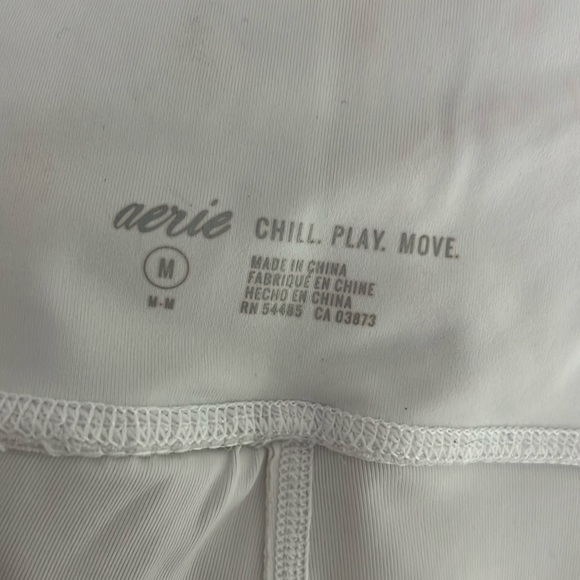 aerie CHILL. PLAY. MOVE.
M
M-M
MADE IN CHINA
FABRIQUÉ EN CHINE
HECHO EN CHINA
RN 54485 CA 03873